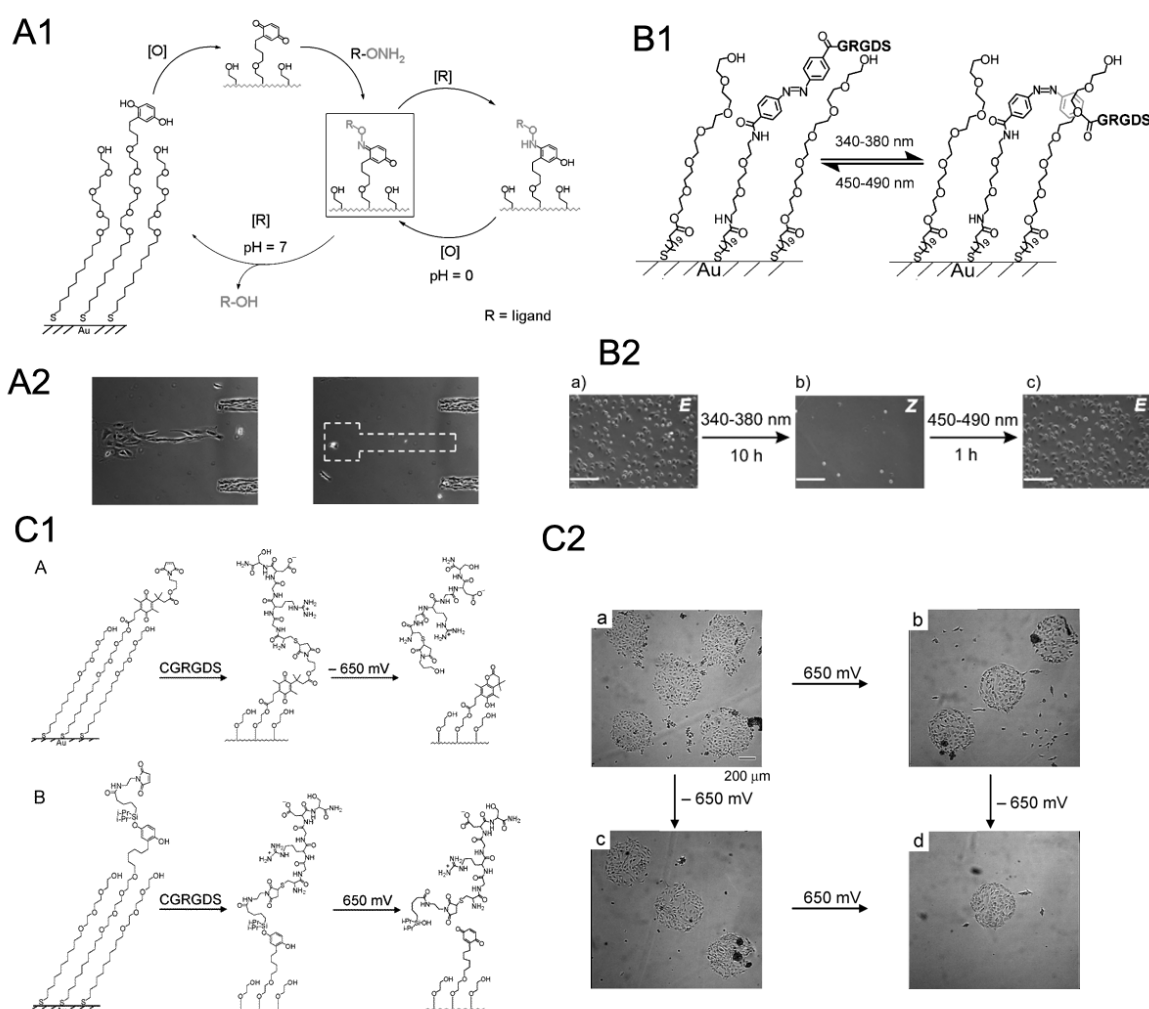 A1
[O]
R-ONH₂
[R]
[R]
pH = 7
R-OH
[O]
pH = 0
R = ligand
Au
B1
GRGDS
340-380 nm
450-490 nm
GRGDS
Au
Au
A2
B2
a)
E
340-380 nm
10 h
b)
Z
450-490 nm
1 h
c)
E
C1
A
CGRGDS
– 650 mV
Au
B
CGRGDS
650 mV
Au
C2
a
650 mV
b
200 μm
– 650 mV
– 650 mV
c
650 mV
d